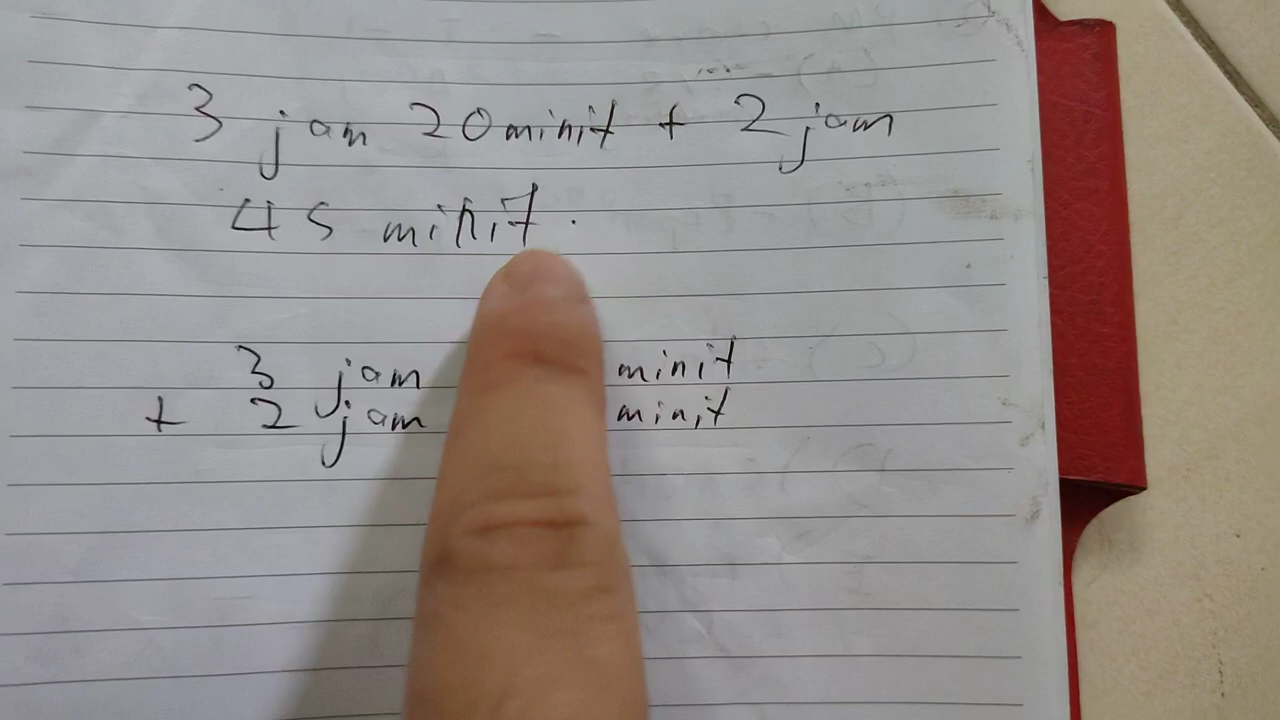 3 jam 20 minit + 2 jam
45 minit.
3 jam minit
+ 2 jam minit